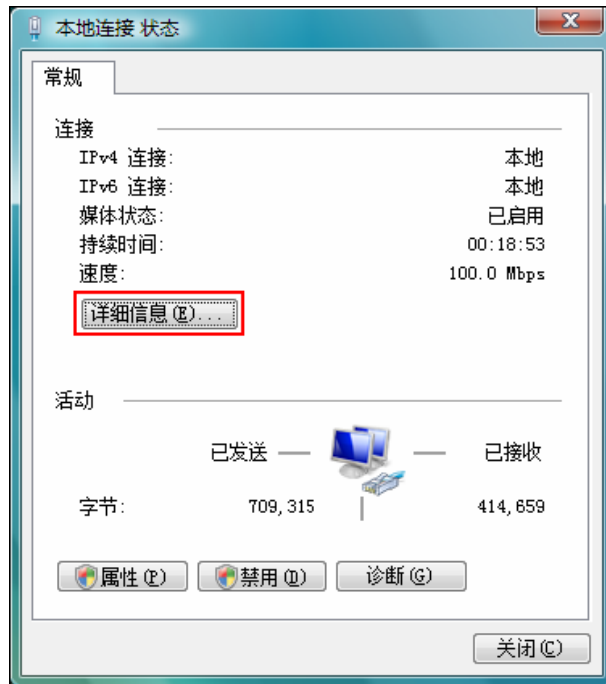 本地连接 状态
常规
连接
IPv4 连接: 本地
IPv6 连接: 本地
媒体状态: 已启用
持续时间: 00:18:53
速度: 100.0 Mbps
详细信息(E)...
活动
已发送 — — 已接收
字节: 709,315 | 414,659
属性(P) 禁用(D) 诊断(G)
关闭(C)